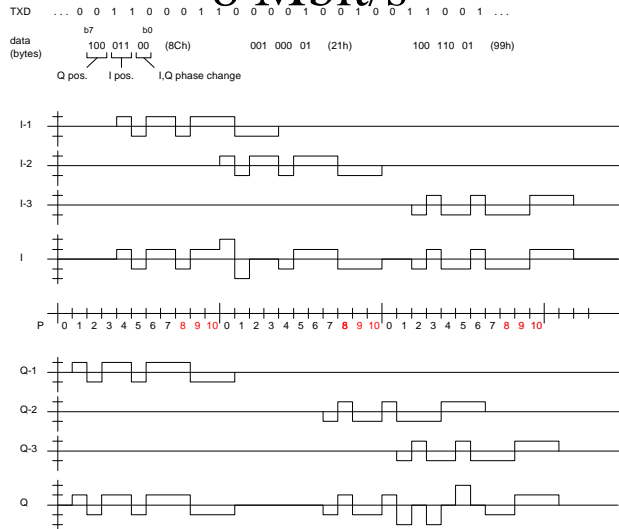 Mbit/s
TXD ... 0 0 1 1 0 0 0 1 1 0 0 0 0 1 0 0 1 0 0 1 1 0 0 1 ...
b7 b0
data (bytes) 100 011 00 (8Ch) 001 000 01 (21h) 100 110 01 (99h)
Q pos. I pos. I,Q phase change
I-1
I-2
I-3
I
P 0 1 2 3 4 5 6 7 8 9 10 0 1 2 3 4 5 6 7 8 9 10 0 1 2 3 4 5 6 7 8 9 10
Q-1
Q-2
Q-3
Q